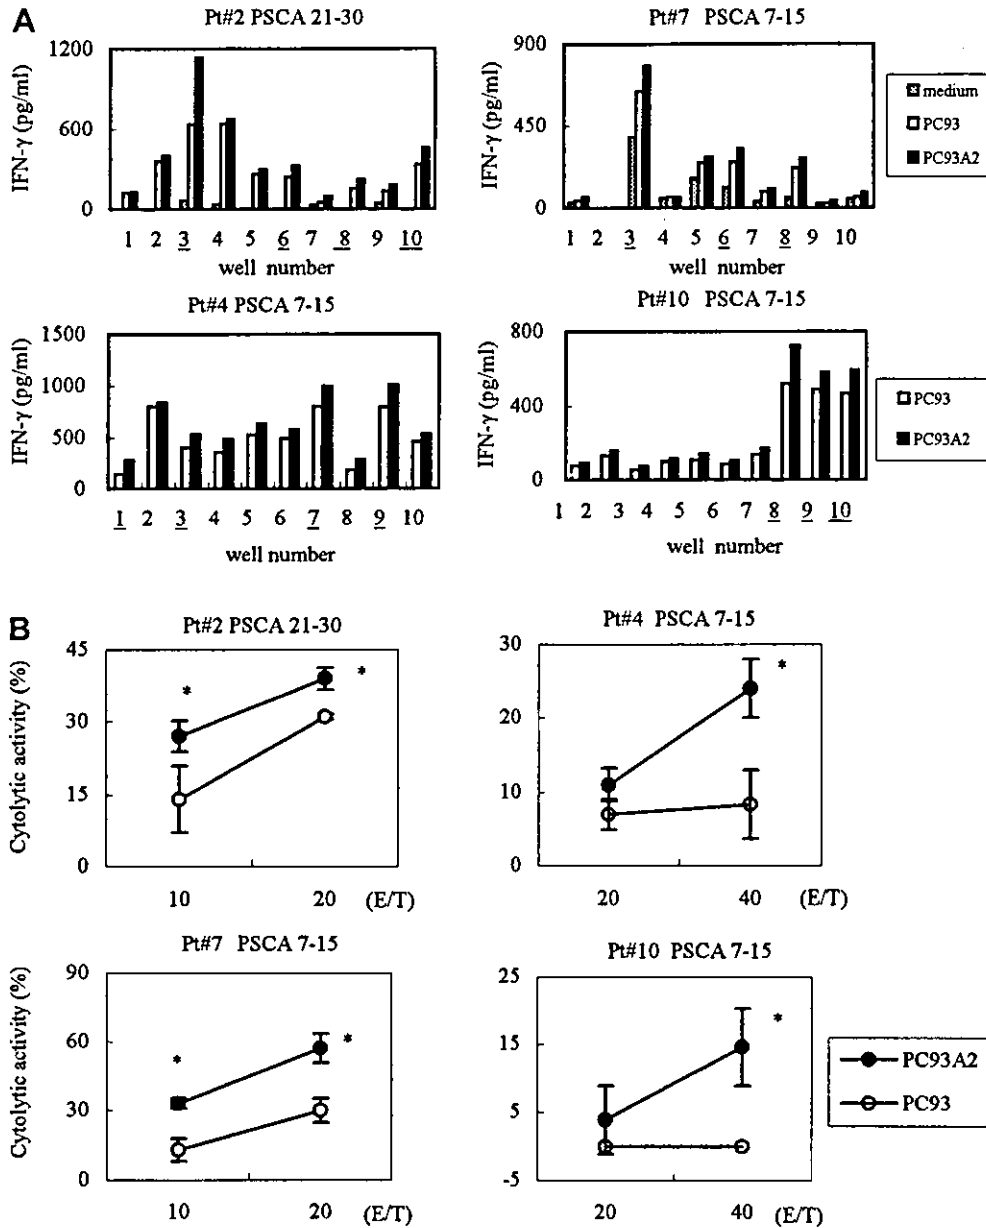 A
Pt#2 PSCA 21-30
IFN-γ (pg/ml)
1200
600
0
1 2 3 4 5 6 7 8 9 10
well number
Pt#7 PSCA 7-15
IFN-γ (pg/ml)
900
450
0
1 2 3 4 5 6 7 8 9 10
well number
medium
PC93
PC93A2
Pt#4 PSCA 7-15
IFN-γ (pg/ml)
1500
1000
500
0
1 2 3 4 5 6 7 8 9 10
well number
Pt#10 PSCA 7-15
IFN-γ (pg/ml)
800
400
0
1 2 3 4 5 6 7 8 9 10
well number
PC93
PC93A2
B
Pt#2 PSCA 21-30
Cytolytic activity (%)
45
30
15
0
* *
10 20 (E/T)
Pt#4 PSCA 7-15
30
20
10
0
*
20 40 (E/T)
Pt#7 PSCA 7-15
Cytolytic activity (%)
90
60
30
0
* *
10 20 (E/T)
Pt#10 PSCA 7-15
25
15
5
-5
*
20 40 (E/T)
PC93A2
PC93